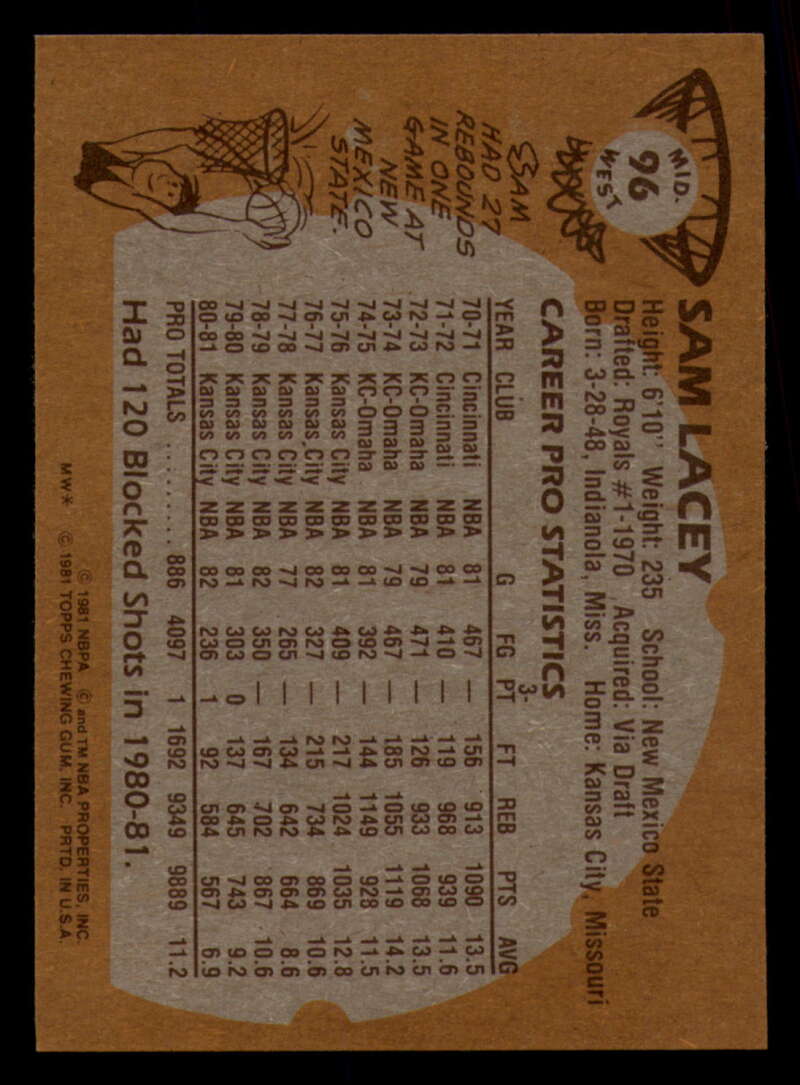 MID.
96
WEST
SAM LACEY
Height: 6'10" Weight: 235 School: New Mexico State
Drafted: Royals #1-1970 Acquired: Via Draft
Born: 3-28-48, Indianola, Miss. Home: Kansas City, Missouri
CAREER PRO STATISTICS
YEAR CLUB G FG 3-PT FT REB PTS AVG
70-71 Cincinnati NBA 81 467 — 156 913 1090 13.5
71-72 Cincinnati NBA 81 410 — 119 968 939 11.6
72-73 KC-Omaha NBA 79 471 — 126 933 1068 13.5
73-74 KC-Omaha NBA 79 467 — 185 1055 1119 14.2
74-75 KC-Omaha NBA 81 392 — 144 1149 928 11.5
75-76 Kansas City NBA 81 409 — 217 1024 1035 12.8
76-77 Kansas City NBA 82 327 — 215 734 869 10.6
77-78 Kansas City NBA 77 265 — 134 642 664 8.6
78-79 Kansas City NBA 82 350 — 167 702 867 10.6
79-80 Kansas City NBA 81 303 0 137 645 743 9.2
80-81 Kansas City NBA 82 236 1 92 584 567 6.9
PRO TOTALS .......... 886 4097 1 1692 9349 9889 11.2
Had 120 Blocked Shots in 1980-81.
SAM
HAD 27
REBOUNDS
IN ONE
GAME AT
NEW
MEXICO
STATE.
© 1981 NBPA © and TM NBA PROPERTIES, INC.
MW* © 1981 TOPPS CHEWING GUM, INC. PRTD. IN U.S.A.